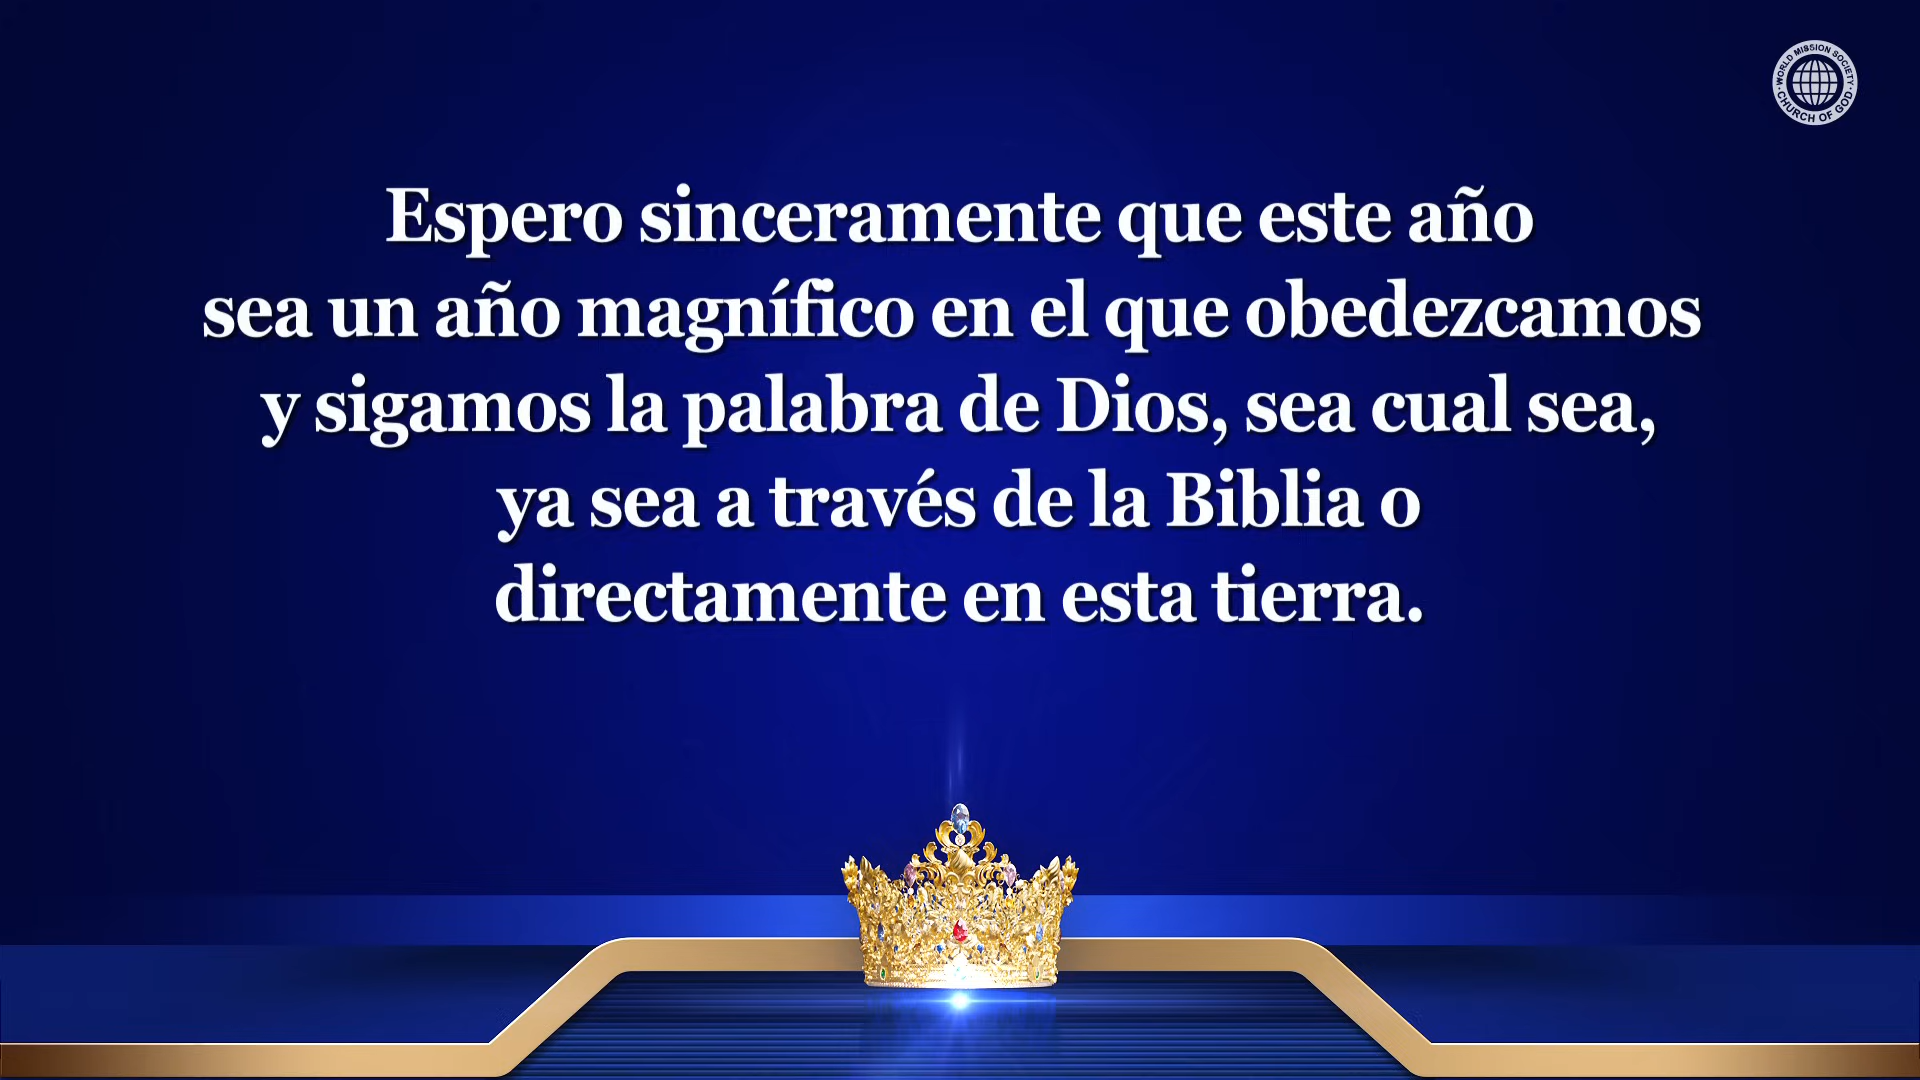 WORLD MISSION SOCIETY
CHURCH OF GOD
Espero sinceramente que este año
sea un año magnífico en el que obedezcamos
y sigamos la palabra de Dios, sea cual sea,
ya sea a través de la Biblia o
directamente en esta tierra.